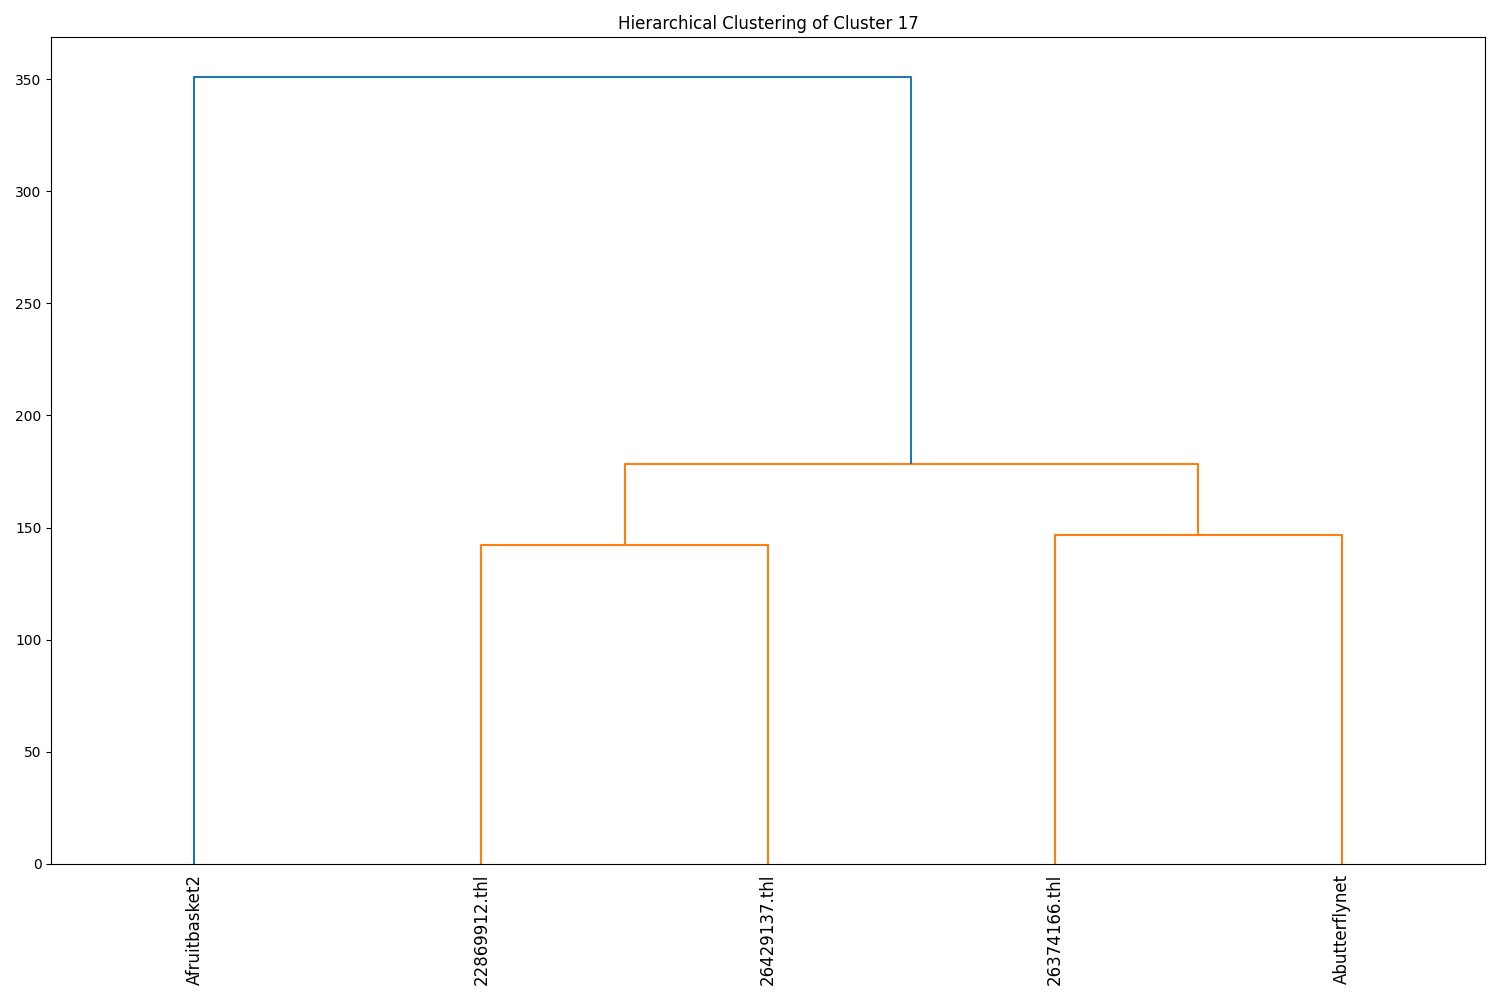 Hierarchical Clustering of Cluster 17
350
300
250
200
150
100
50
0
Afruitbasket2
22869912.thl
26429137.thl
26374166.thl
Abutterflynet